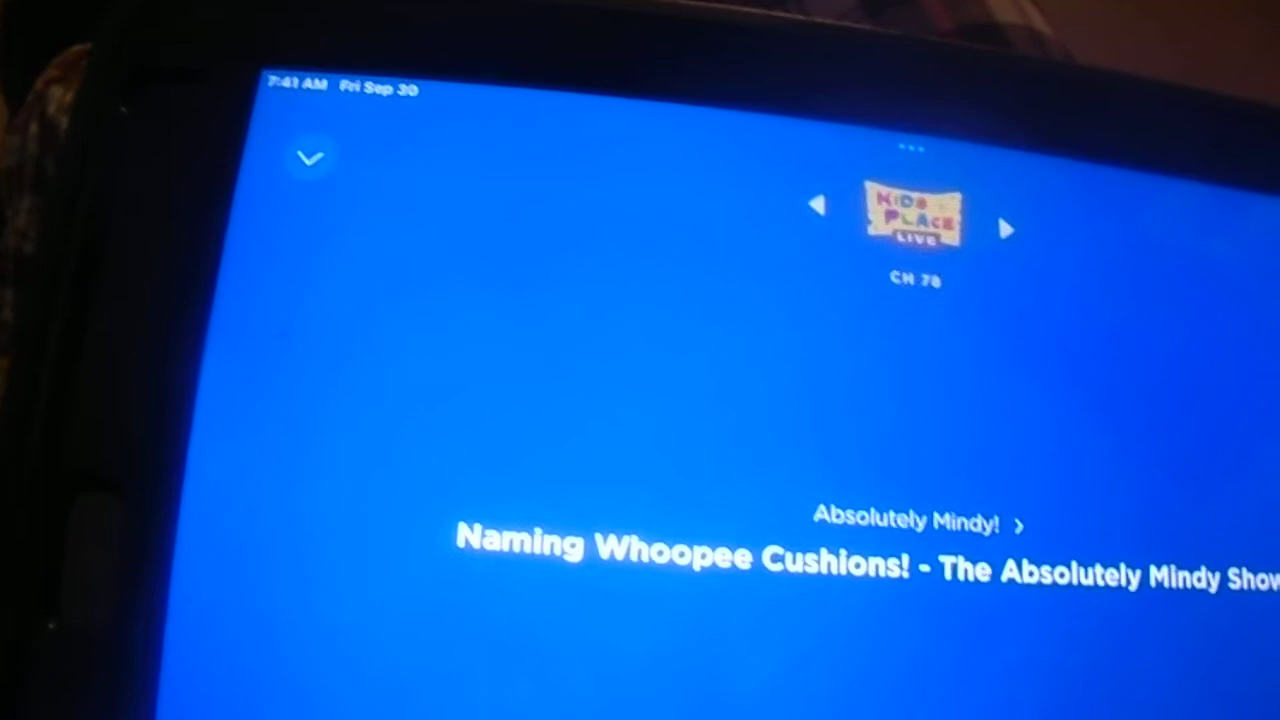 7:41 AM Fri Sep 30
KIDS
PLACE
LIVE
CH 78
Absolutely Mindy!
Naming Whoopee Cushions! - The Absolutely Mindy Show